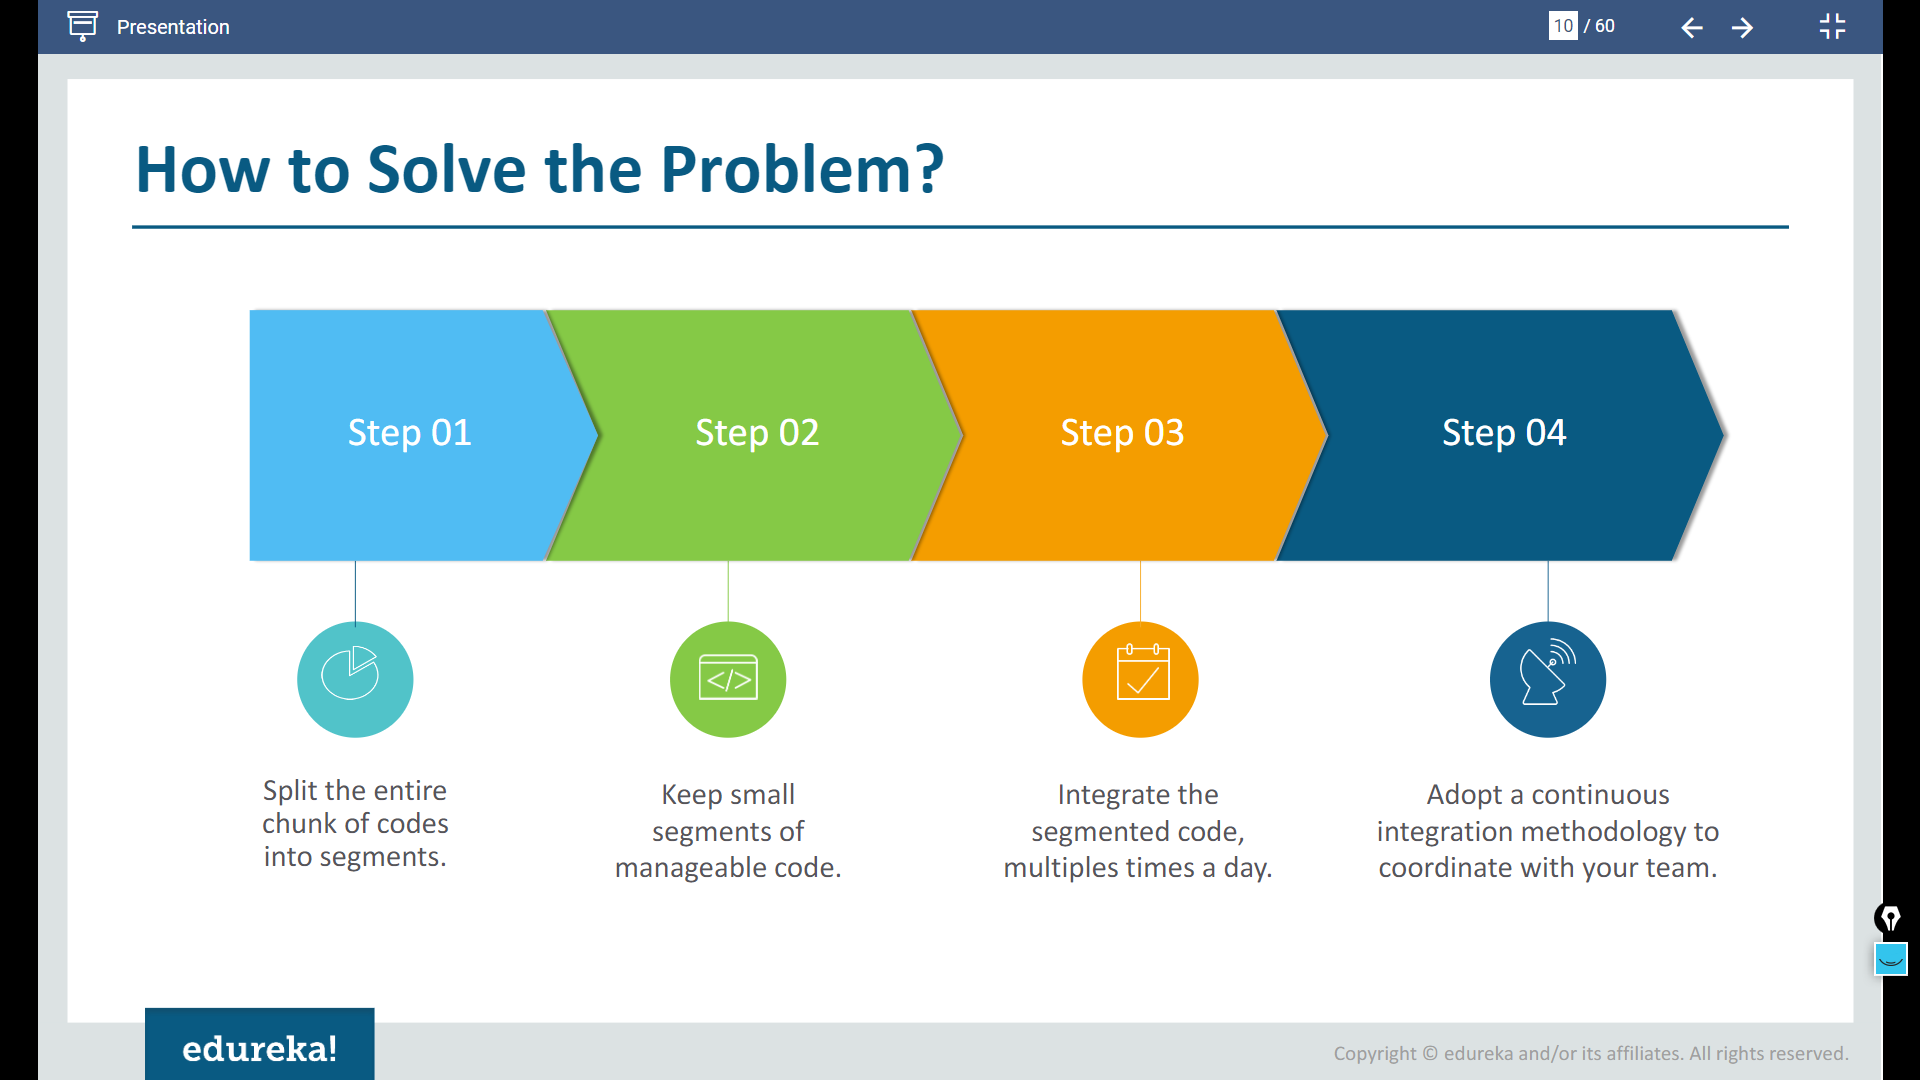 Presentation
10 / 60
How to Solve the Problem?
Step 01
Step 02
Step 03
Step 04
</>
Split the entire
chunk of codes
into segments.
Keep small
segments of
manageable code.
Integrate the
segmented code,
multiples times a day.
Adopt a continuous
integration methodology to
coordinate with your team.
edureka!
Copyright © edureka and/or its affiliates. All rights reserved.